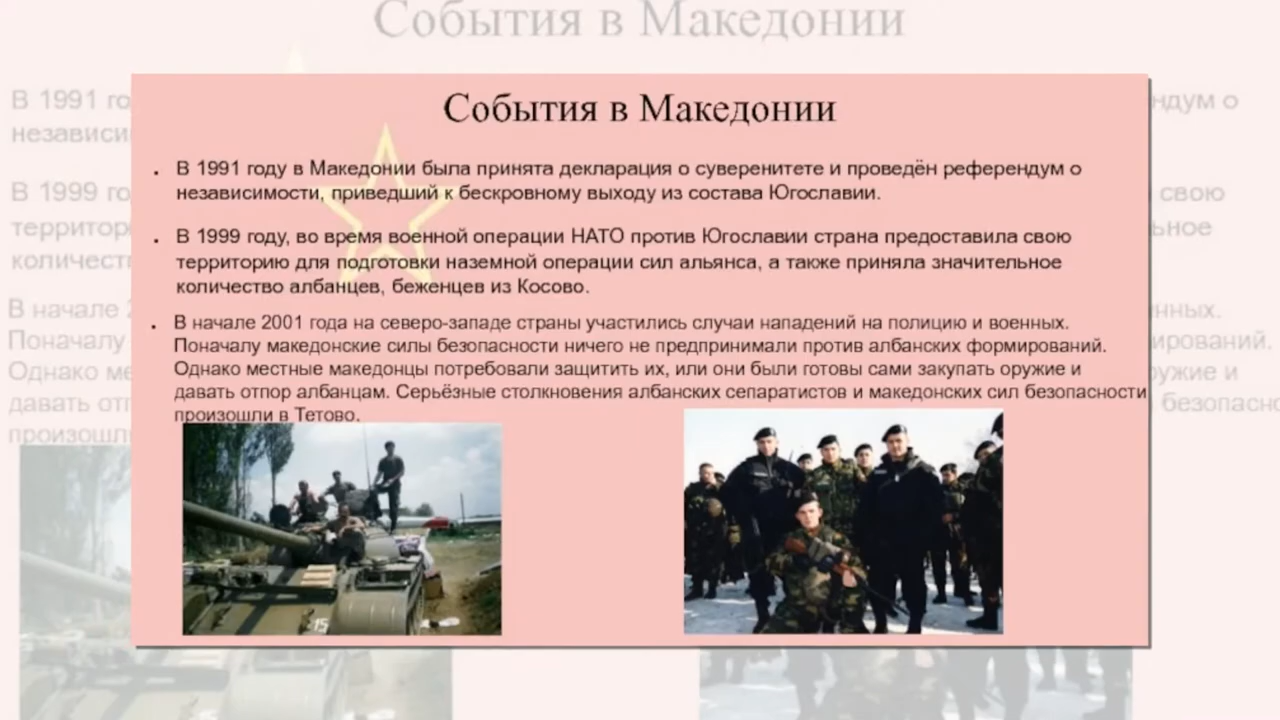 События в Македонии
В 1991 году в Македонии была принята декларация о суверенитете и проведён референдум о
независимости, приведший к бескровному выходу из состава Югославии.
В 1999 году, во время военной операции НАТО против Югославии страна предоставила свою
территорию для подготовки наземной операции сил альянса, а также приняла значительное
количество албанцев, беженцев из Косово.
В начале 2001 года на северо-западе страны участились случаи нападений на полицию и военных.
Поначалу македонские силы безопасности ничего не предпринимали против албанских формирований.
Однако местные македонцы потребовали защитить их, или они были готовы сами закупать оружие и
давать отпор албанцам. Серьёзные столкновения албанских сепаратистов и македонских сил безопасности
произошли в Тетово.
15